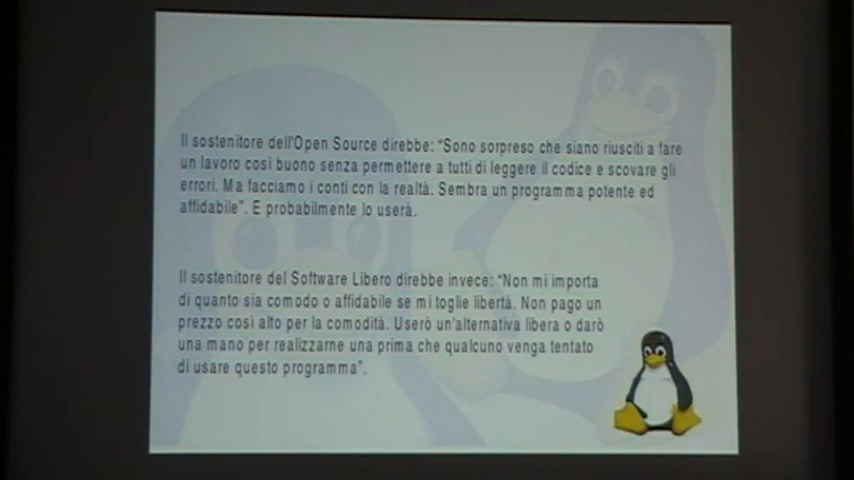 Il sostenitore dell'Open Source direbbe: “Sono sorpreso che siano riusciti a fare
un lavoro così buono senza permettere a tutti di leggere il codice e scovare gli
errori. Ma facciamo i conti con la realtà. Sembra un programma potente ed
affidabile”. E probabilmente lo userà.
Il sostenitore del Software Libero direbbe invece: “Non mi importa
di quanto sia comodo o affidabile se mi toglie libertà. Non pago un
prezzo così alto per la comodità. Userò un'alternativa libera o darò
una mano per realizzarne una prima che qualcuno venga tentato
di usare questo programma”.